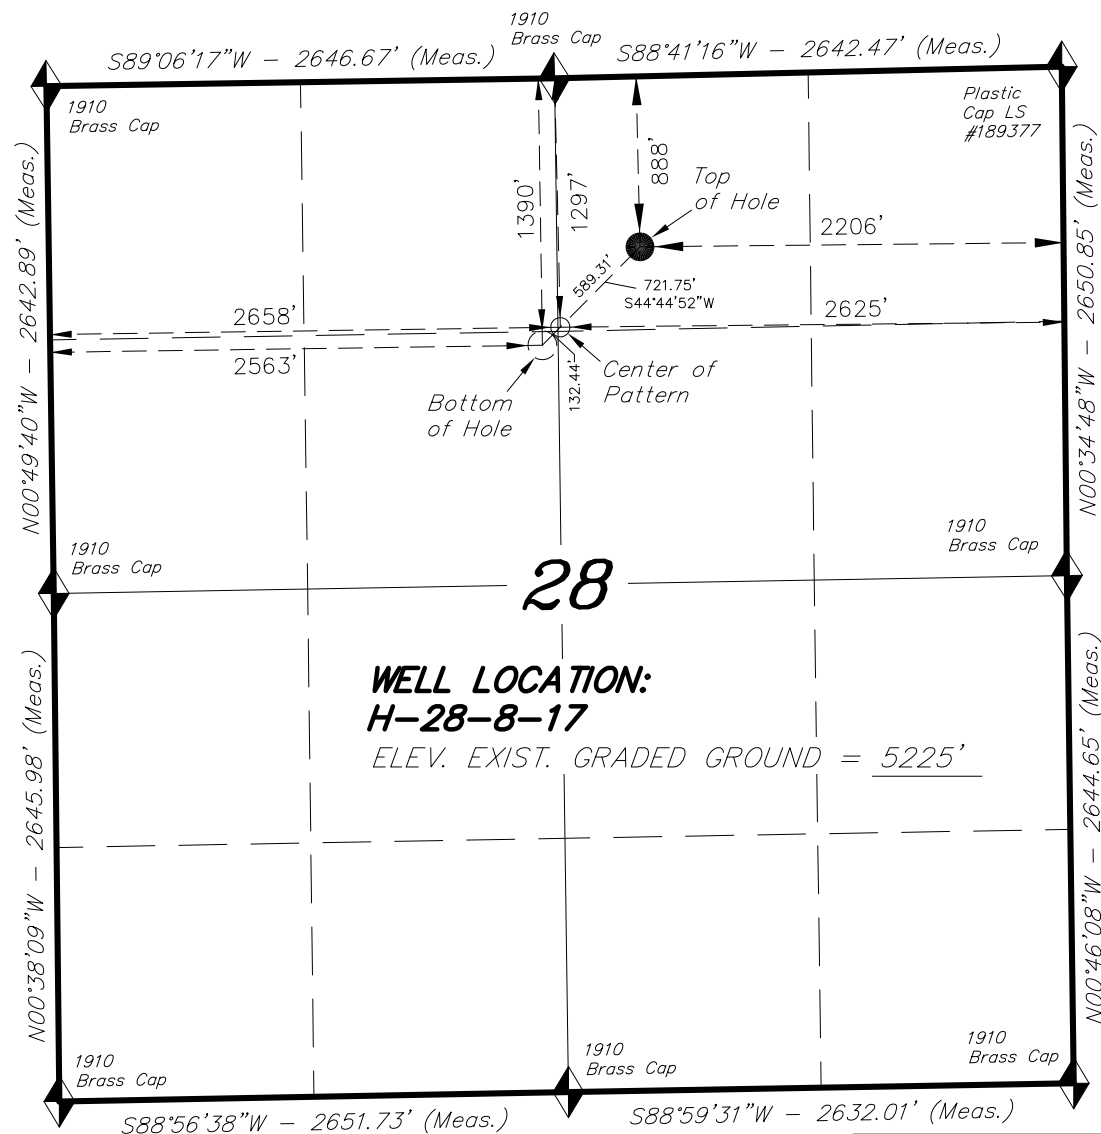 1910
Brass Cap
S89°06'17"W - 2646.67' (Meas.)
S88°41'16"W - 2642.47' (Meas.)
1910
Brass Cap
Plastic
Cap LS
#189377
N00°49'40"W - 2642.89' (Meas.)
N00°34'48"W - 2650.85' (Meas.)
1390'
1297'
888'
Top
of Hole
2206'
589.31'
721.75'
S44°44'52"W
2658'
2625'
2563'
132.44'
Center of
Pattern
Bottom
of Hole
1910
Brass Cap
1910
Brass Cap
28
WELL LOCATION:
H-28-8-17
ELEV. EXIST. GRADED GROUND = 5225'
N00°38'09"W - 2645.98' (Meas.)
N00°46'08"W - 2644.65' (Meas.)
1910
Brass Cap
1910
Brass Cap
1910
Brass Cap
S88°56'38"W - 2651.73' (Meas.)
S88°59'31"W - 2632.01' (Meas.)